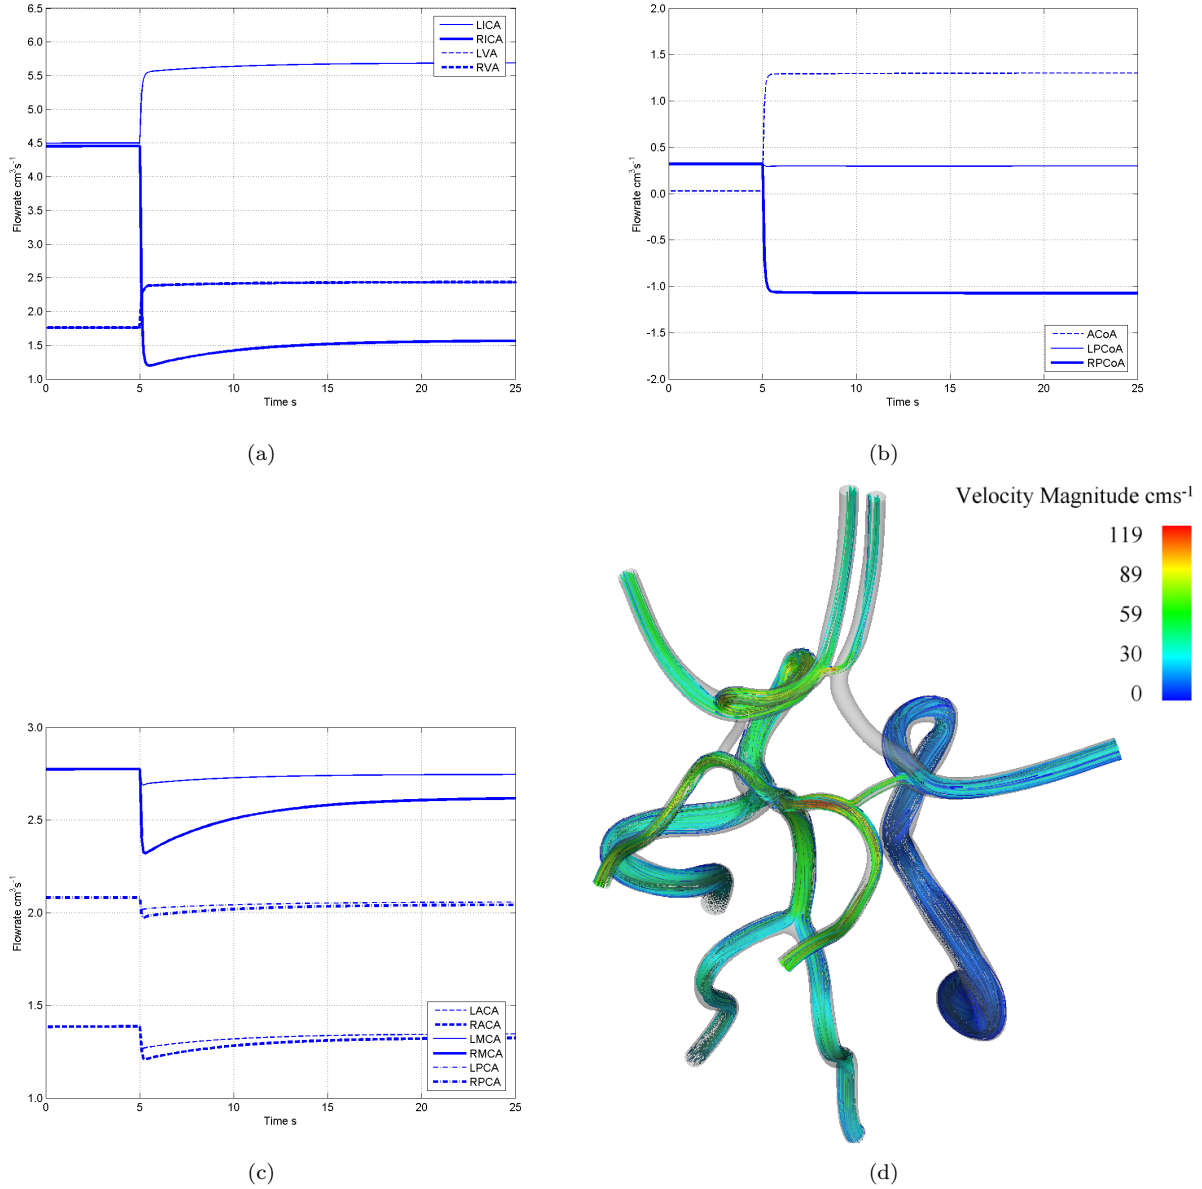 6.5
6.0
5.5
5.0
4.5
4.0
3.5
3.0
2.5
2.0
1.5
1.0
Flowrate cm³s⁻¹
0 5 10 15 20 25
Time s
LICA
RICA
LVA
RVA
(a)
2.0
1.5
1.0
0.5
0.0
-0.5
-1.0
-1.5
-2.0
Flowrate cm³s⁻¹
0 5 10 15 20 25
Time s
ACoA
LPCoA
RPCoA
(b)
3.0
2.5
2.0
1.5
1.0
Flowrate cm³s⁻¹
0 5 10 15 20 25
Time s
LACA
RACA
LMCA
RMCA
LPCA
RPCA
(c)
Velocity Magnitude cms⁻¹
119
89
59
30
0
(d)